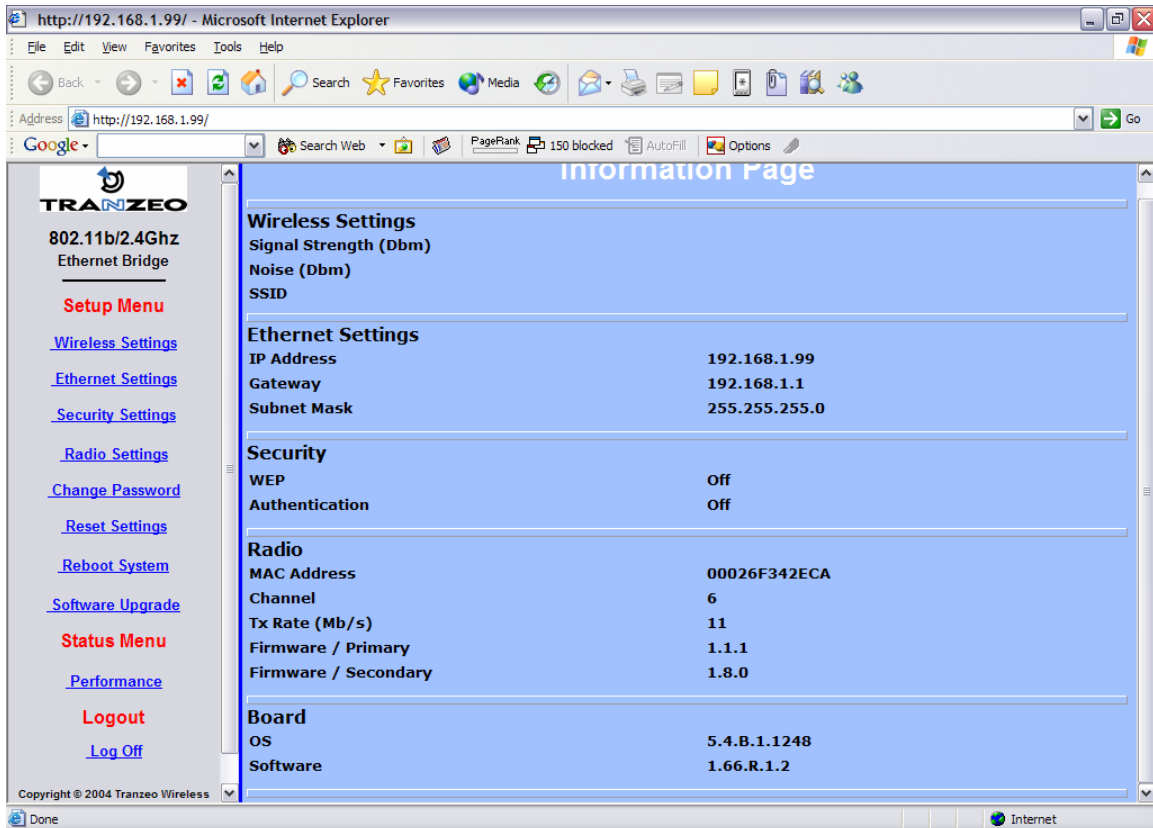 http://192.168.1.99/ - Microsoft Internet Explorer
File Edit View Favorites Tools Help
Back Search Favorites Media
Address http://192.168.1.99/ Go
Google Search Web PageRank 150 blocked AutoFill Options
TRANZEO
802.11b/2.4Ghz
Ethernet Bridge
Setup Menu
Wireless Settings
Ethernet Settings
Security Settings
Radio Settings
Change Password
Reset Settings
Reboot System
Software Upgrade
Status Menu
Performance
Logout
Log Off
Copyright © 2004 Tranzeo Wireless
Information Page
Wireless Settings
Signal Strength (Dbm)
Noise (Dbm)
SSID
Ethernet Settings
IP Address 192.168.1.99
Gateway 192.168.1.1
Subnet Mask 255.255.255.0
Security
WEP Off
Authentication Off
Radio
MAC Address 00026F342ECA
Channel 6
Tx Rate (Mb/s) 11
Firmware / Primary 1.1.1
Firmware / Secondary 1.8.0
Board
OS 5.4.B.1.1248
Software 1.66.R.1.2
Done Internet